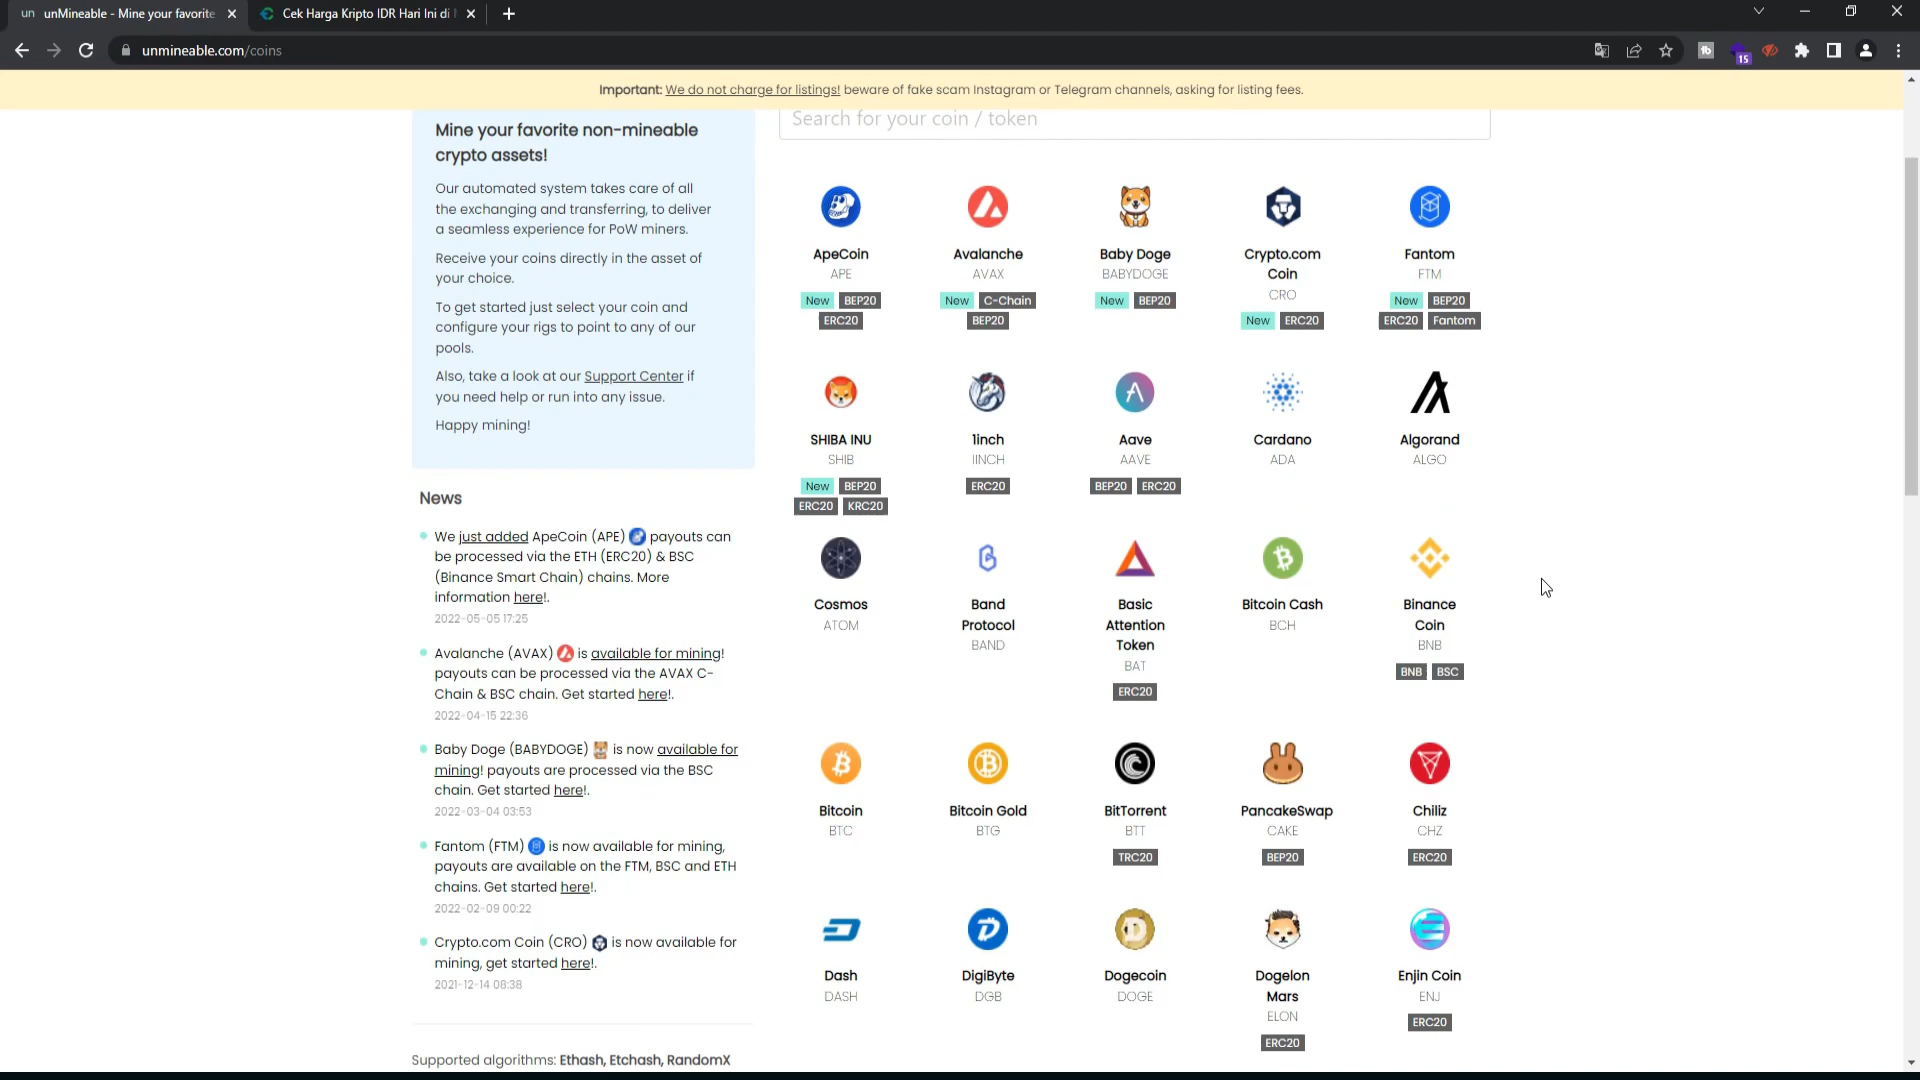 un unMineable - Mine your favorite
Cek Harga Kripto IDR Hari Ini di
unmineable.com/coins
15
Important: We do not charge for listings! beware of fake scam Instagram or Telegram channels, asking for listing fees.
Mine your favorite non-mineable
crypto assets!
Our automated system takes care of all
the exchanging and transferring, to deliver
a seamless experience for PoW miners.
Receive your coins directly in the asset of
your choice.
To get started just select your coin and
configure your rigs to point to any of our
pools.
Also, take a look at our Support Center if
you need help or run into any issue.
Happy mining!
News
We just added ApeCoin (APE) payouts can
be processed via the ETH (ERC20) & BSC
(Binance Smart Chain) chains. More
information here!.
2022-05-05 17:25
Avalanche (AVAX) is available for mining!
payouts can be processed via the AVAX C-
Chain & BSC chain. Get started here!.
2022-04-15 22:36
Baby Doge (BABYDOGE) is now available for
mining! payouts are processed via the BSC
chain. Get started here!.
2022-03-04 03:53
Fantom (FTM) is now available for mining,
payouts are available on the FTM, BSC and ETH
chains. Get started here!.
2022-02-09 00:22
Crypto.com Coin (CRO) is now available for
mining, get started here!.
2021-12-14 08:38
Supported algorithms: Ethash, Etchash, RandomX
Search for your coin / token
ApeCoin
APE
New BEP20
ERC20
Avalanche
AVAX
New C-Chain
BEP20
Baby Doge
BABYDOGE
New BEP20
Crypto.com
Coin
CRO
New ERC20
Fantom
FTM
New BEP20
ERC20 Fantom
SHIBA INU
SHIB
New BEP20
ERC20 KRC20
1inch
1INCH
ERC20
Aave
AAVE
BEP20 ERC20
Cardano
ADA
Algorand
ALGO
Cosmos
ATOM
Band
Protocol
BAND
Basic
Attention
Token
BAT
ERC20
Bitcoin Cash
BCH
Binance
Coin
BNB
BNB BSC
Bitcoin
BTC
Bitcoin Gold
BTG
BitTorrent
BTT
TRC20
PancakeSwap
CAKE
BEP20
Chiliz
CHZ
ERC20
Dash
DASH
DigiByte
DGB
Dogecoin
DOGE
Dogelon
Mars
ELON
ERC20
Enjin Coin
ENJ
ERC20